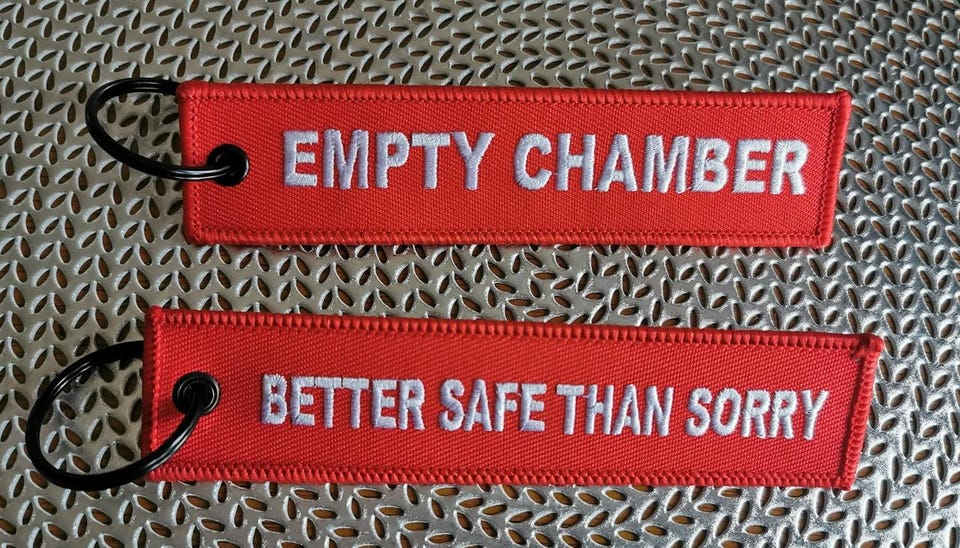 EMPTY CHAMBER
BETTER SAFE THAN SORRY